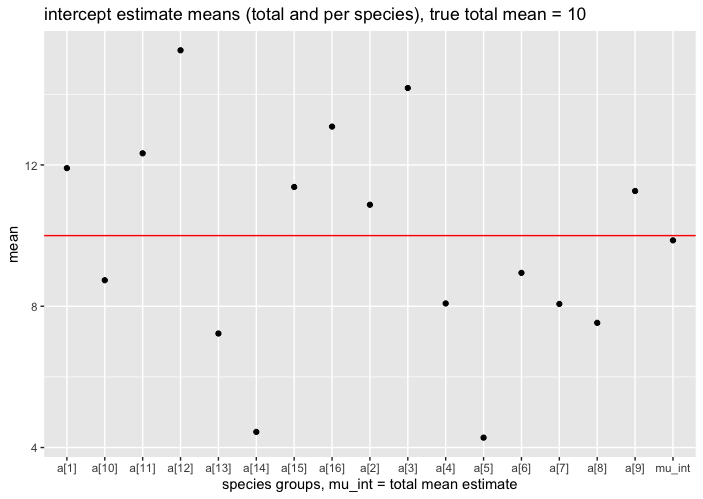 intercept estimate means (total and per species), true total mean = 10
12
8
4
mean
a[1] a[10] a[11] a[12] a[13] a[14] a[15] a[16] a[2] a[3] a[4] a[5] a[6] a[7] a[8] a[9] mu_int
species groups, mu_int = total mean estimate